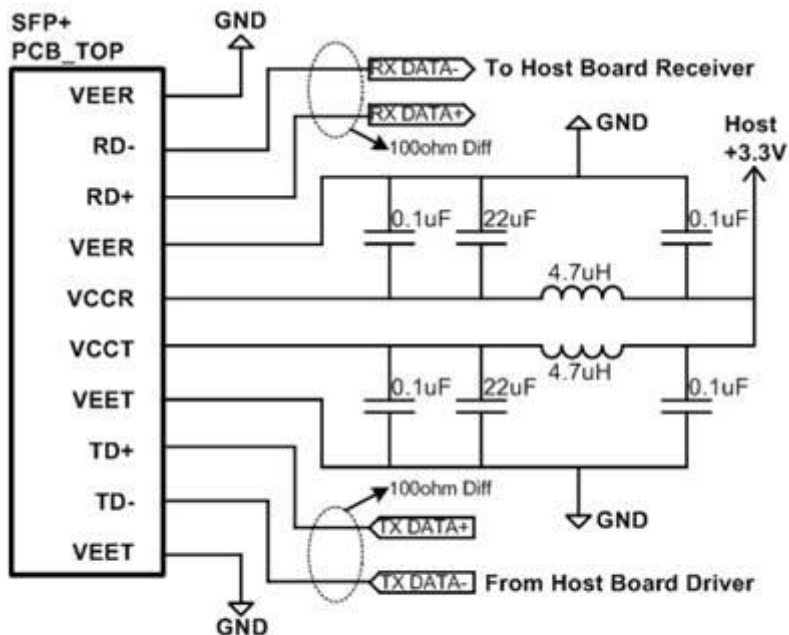 SFP+
PCB_TOP
GND
VEER
RD-
RD+
VEER
VCCR
VCCT
VEET
TD+
TD-
VEET
GND
RX DATA-
To Host Board Receiver
RX DATA+
100ohm Diff
GND
Host
+3.3V
0.1uF
22uF
0.1uF
4.7uH
4.7uH
0.1uF
22uF
0.1uF
100ohm Diff
GND
TX DATA+
TX DATA-
From Host Board Driver